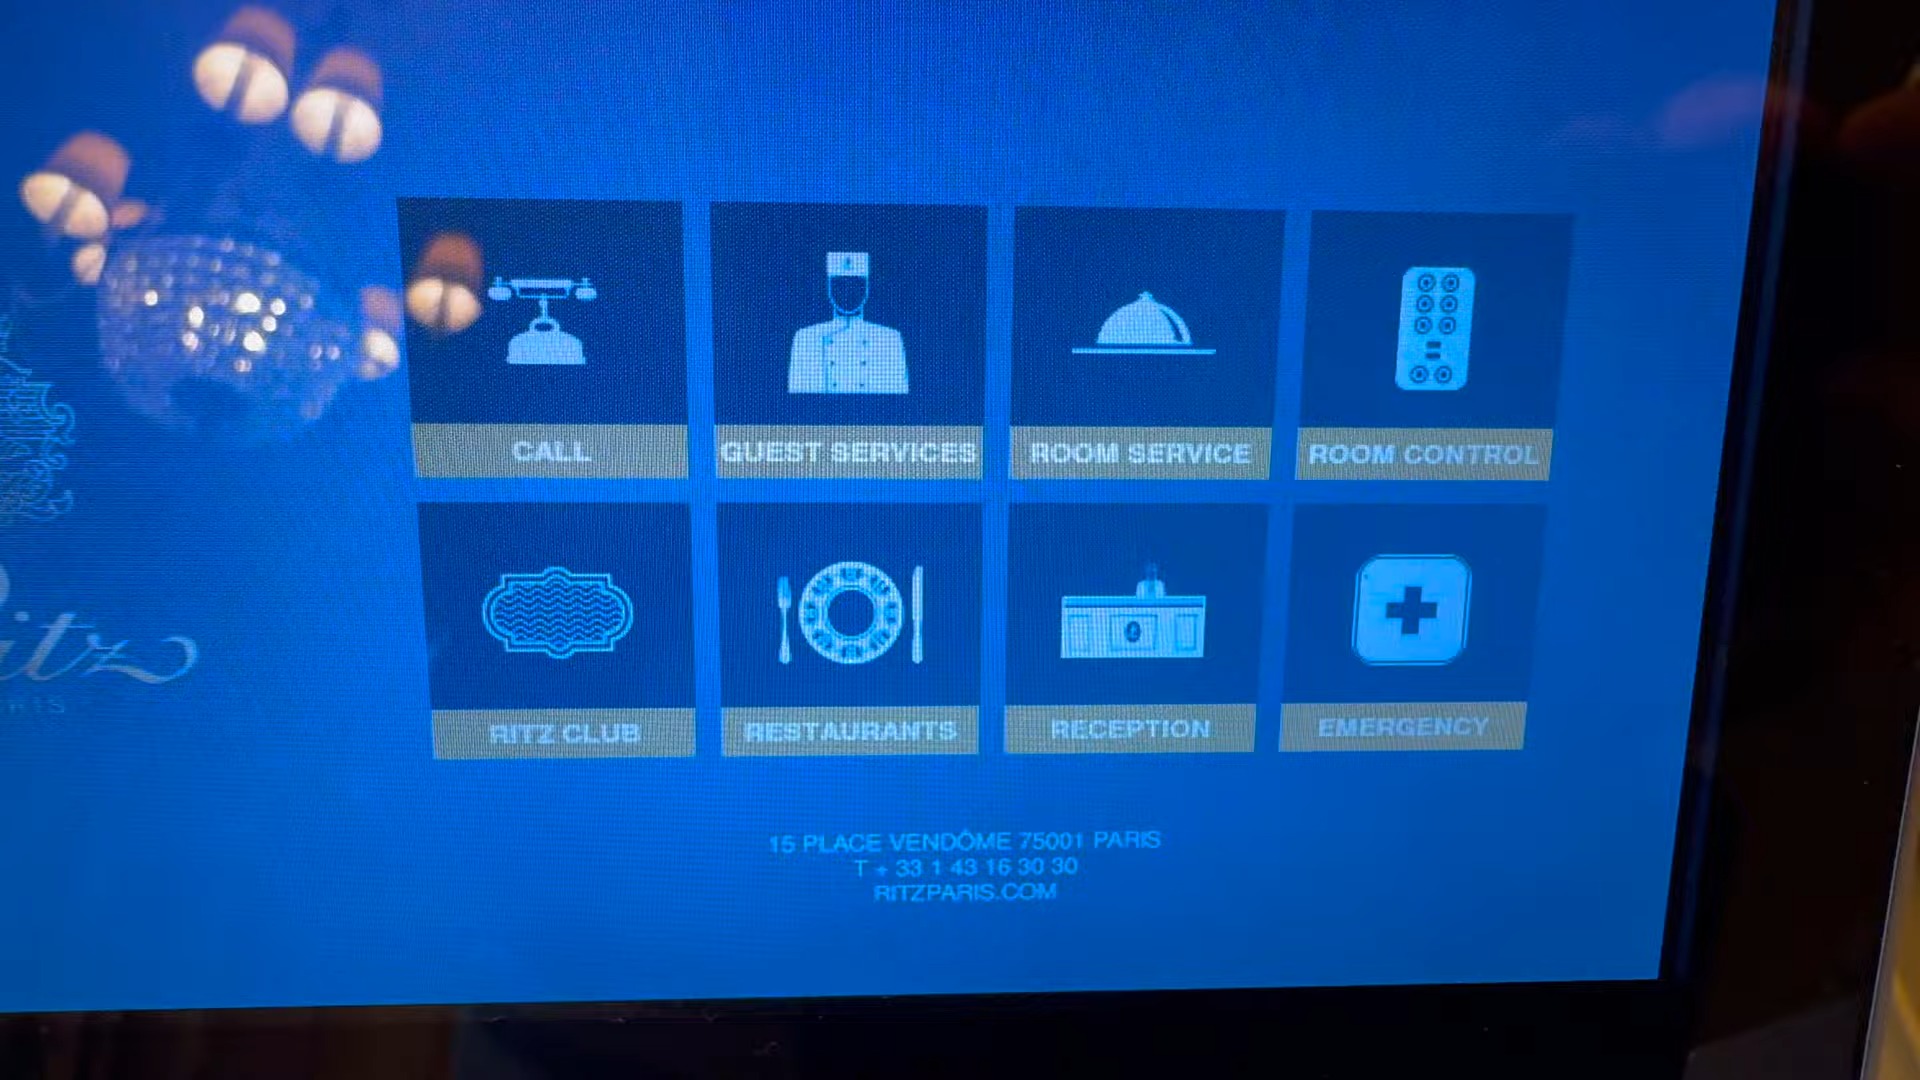 CALL
GUEST SERVICES
ROOM SERVICE
ROOM CONTROL
RITZ CLUB
RESTAURANTS
RECEPTION
EMERGENCY
15 PLACE VENDÔME 75001 PARIS
T + 33 1 43 16 30 30
RITZPARIS.COM